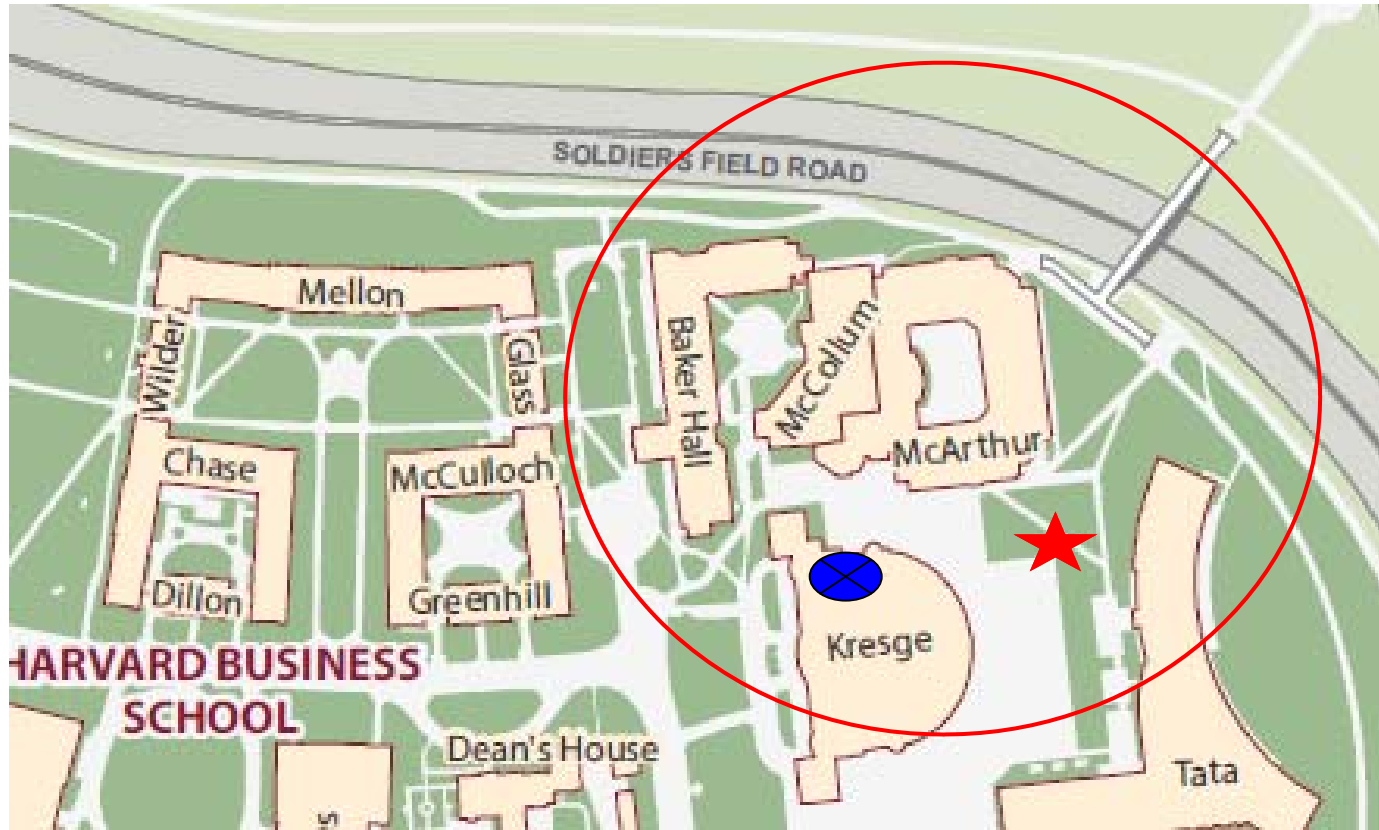 SOLDIERS FIELD ROAD
Mellon
Wilder
Glass
Baker Hall
McCollum
McArthur
Chase
McCulloch
Dillon
Greenhill
Kresge
HARVARD BUSINESS
SCHOOL
Dean's House
Tata